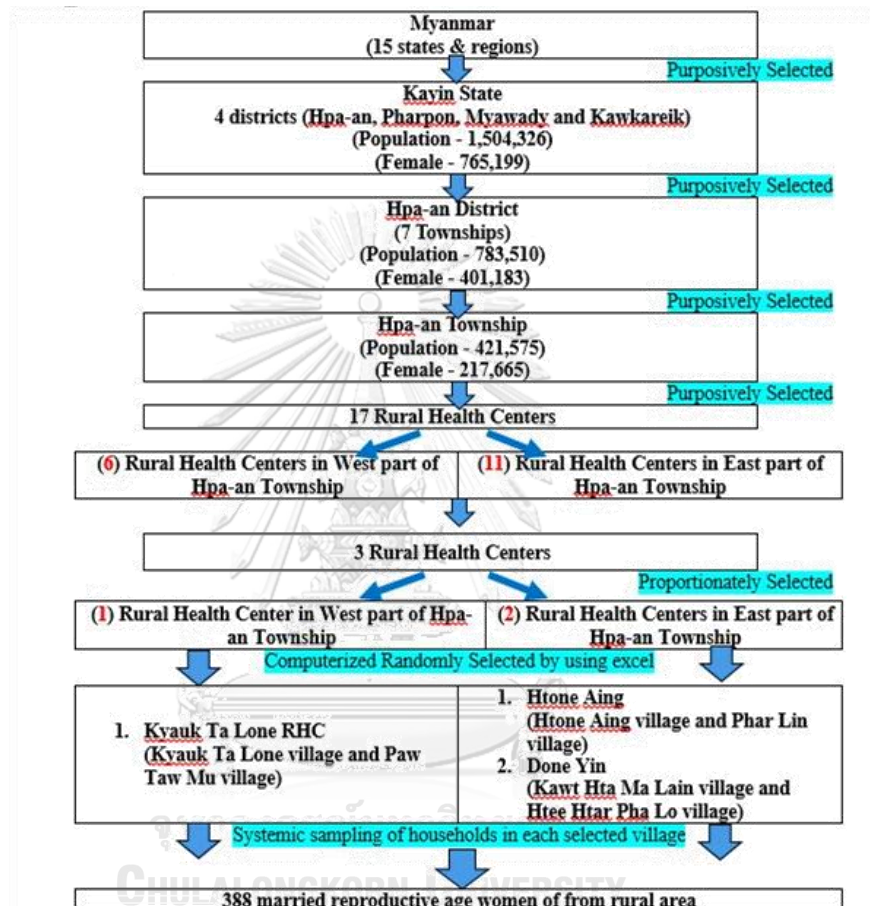 Myanmar
(15 states & regions)
Purposively Selected
Kayin State
4 districts (Hpa-an, Pharpon, Myawady and Kawkareik)
(Population - 1,504,326)
(Female - 765,199)
Purposively Selected
Hpa-an District
(7 Townships)
(Population - 783,510)
(Female - 401,183)
Purposively Selected
Hpa-an Township
(Population - 421,575)
(Female - 217,665)
Purposively Selected
17 Rural Health Centers
(6) Rural Health Centers in West part of
Hpa-an Township
(11) Rural Health Centers in East part of
Hpa-an Township
3 Rural Health Centers
Proportionately Selected
(1) Rural Health Center in West part of Hpa-
an Township
(2) Rural Health Centers in East part of
Hpa-an Township
Computerized Randomly Selected by using excel
1. Kyauk Ta Lone RHC
(Kyauk Ta Lone village and Paw
Taw Mu village)
1. Htone Aing
(Htone Aing village and Phar Lin
village)
2. Done Yin
(Kawt Hta Ma Lain village and
Htee Htar Pha Lo village)
Systemic sampling of households in each selected village
CHULALONGKORN UNIVERSITY
388 married reproductive age women of from rural area